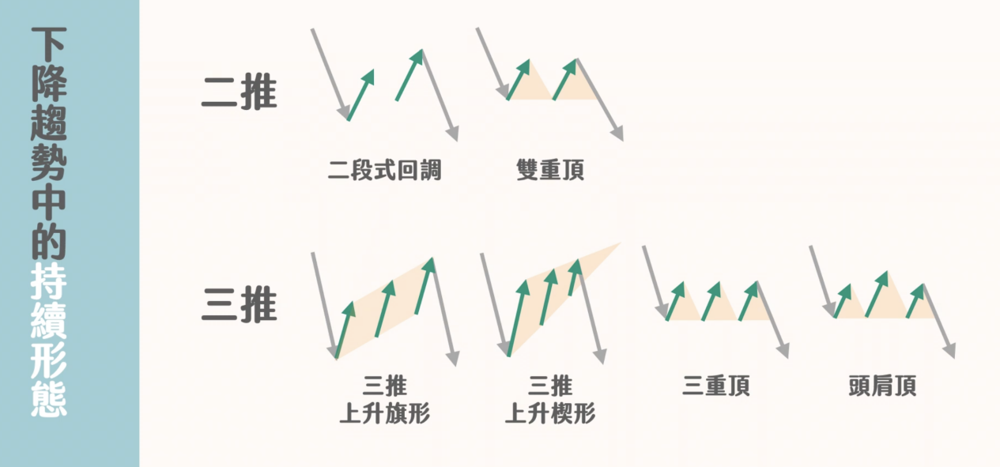 下降趨勢中的持續形態
二推
二段式回調
雙重頂
三推
三推
上升旗形
三推
上升楔形
三重頂
頭肩頂